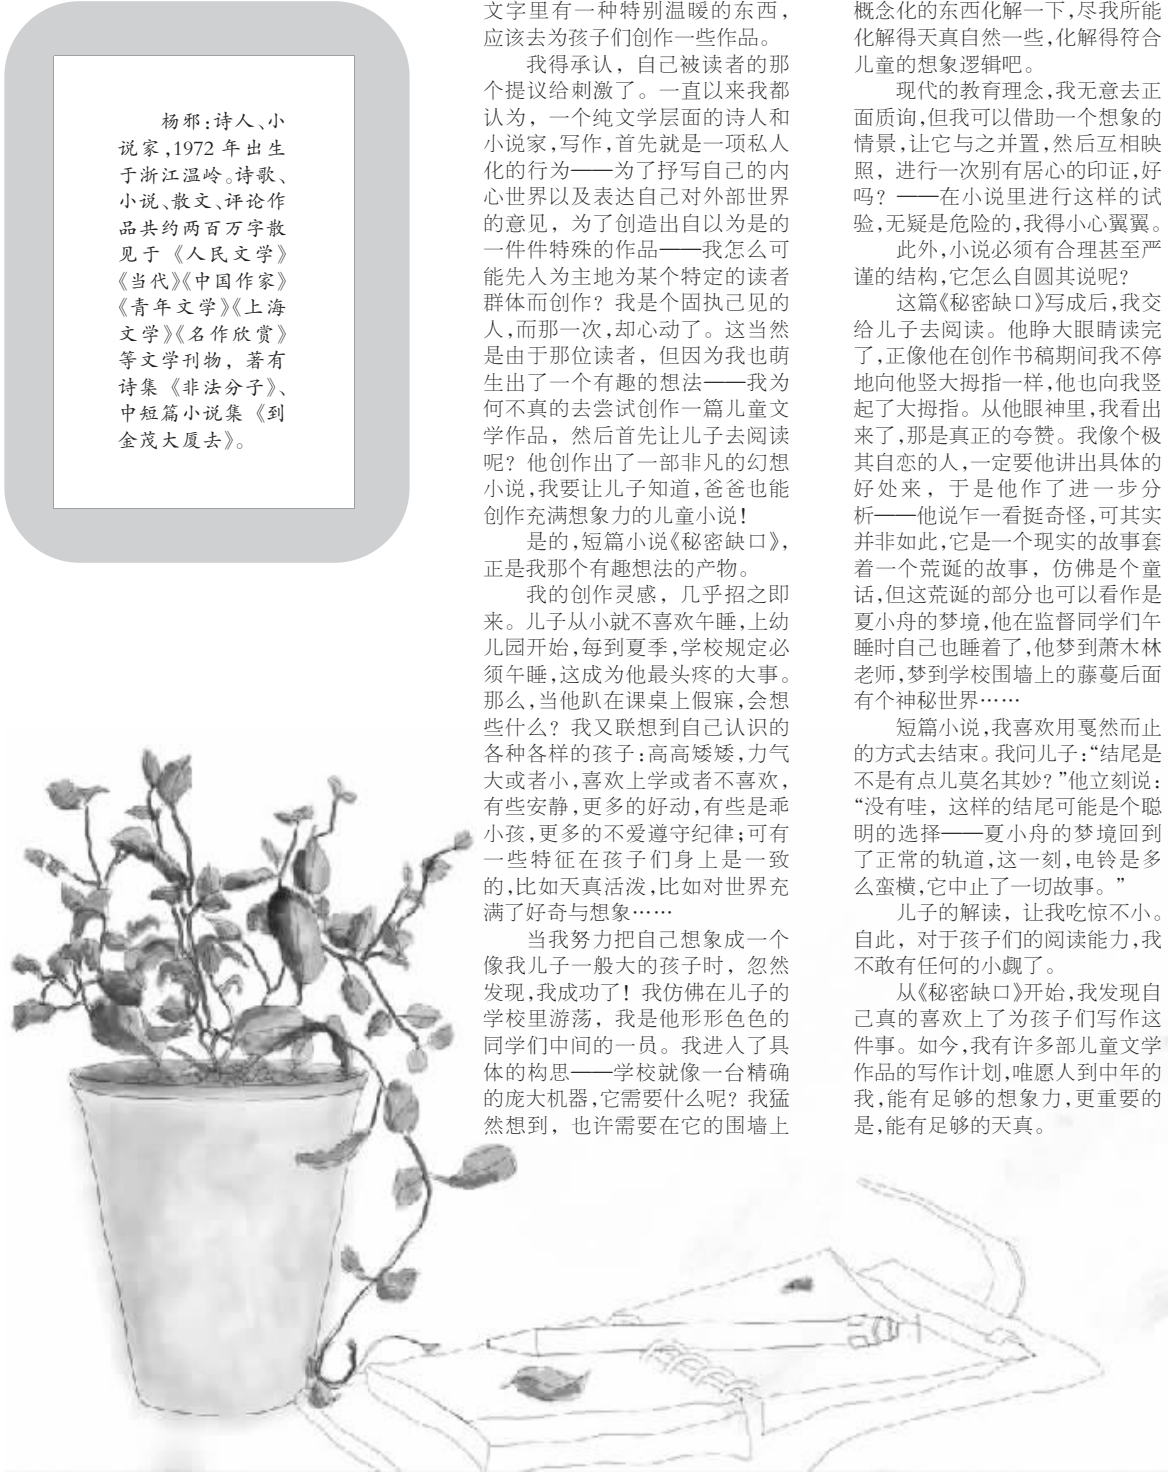 杨邪：诗人、小
说家，1972 年出生
于浙江温岭。诗歌、
小说、散文、评论作
品共约两百万字散
见于《人民文学》
《当代》《中国作家》
《青年文学》《上海
文学》《名作欣赏》
等文学刊物，著有
诗集《非法分子》、
中短篇小说集《到
金茂大厦去》。
文字里有一种特别温暖的东西，
应该去为孩子们创作一些作品。
我得承认，自己被读者的那
个提议给刺激了。一直以来我都
认为，一个纯文学层面的诗人和
小说家，写作，首先就是一项私人
化的行为——为了抒写自己的内
心世界以及表达自己对外部世界
的意见，为了创造出自以为是的
一件件特殊的作品——我怎么可
能先入为主地为某个特定的读者
群体而创作？我是个固执己见的
人，而那一次，却心动了。这当然
是由于那位读者，但因为我也萌
生出了一个有趣的想法——我为
何不真的去尝试创作一篇儿童文
学作品，然后首先让儿子去阅读
呢？他创作出了一部非凡的幻想
小说，我要让儿子知道，爸爸也能
创作充满想象力的儿童小说！
是的，短篇小说《秘密缺口》，
正是我那个有趣想法的产物。
我的创作灵感，几乎招之即
来。儿子从小就不喜欢午睡，上幼
儿园开始，每到夏季，学校规定必
须午睡，这成为他最头疼的大事。
那么，当他趴在课桌上假寐，会想
些什么？我又联想到自己认识的
各种各样的孩子：高高矮矮，力气
大或者小，喜欢上学或者不喜欢，
有些安静，更多的好动，有些是乖
小孩，更多的不爱遵守纪律；可有
一些特征在孩子们身上是一致
的，比如天真活泼，比如对世界充
满了好奇与想象……
当我努力把自己想象成一个
像我儿子一般大的孩子时，忽然
发现，我成功了！我仿佛在儿子的
学校里游荡，我是他形形色色的
同学们中间的一员。我进入了具
体的构思——学校就像一台精确
的庞大机器，它需要什么呢？我猛
然想到，也许需要在它的围墙上
概念化的东西化解一下，尽我所能
化解得天真自然一些，化解得符合
儿童的想象逻辑吧。
现代的教育理念，我无意去正
面质询，但我可以借助一个想象的
情景，让它与之并置，然后互相映
照，进行一次别有居心的印证，好
吗？——在小说里进行这样的试
验，无疑是危险的，我得小心翼翼。
此外，小说必须有合理甚至严
谨的结构，它怎么自圆其说呢？
这篇《秘密缺口》写成后，我交
给儿子去阅读。他睁大眼睛读完
了，正像他在创作书稿期间我不停
地向他竖大拇指一样，他也向我竖
起了大拇指。从他眼神里，我看出
来了，那是真正的夸赞。我像个极
其自恋的人，一定要他讲出具体的
好处来，于是他作了进一步分
析——他说乍一看挺奇怪，可其实
并非如此，它是一个现实的故事套
着一个荒诞的故事，仿佛是个童
话，但这荒诞的部分也可以看作是
夏小舟的梦境，他在监督同学们午
睡时自己也睡着了，他梦到萧木林
老师，梦到学校围墙上的藤蔓后面
有个神秘世界……
短篇小说，我喜欢用戛然而止
的方式去结束。我问儿子：“结尾是
不是有点儿莫名其妙？”他立刻说：
“没有哇，这样的结尾可能是个聪
明的选择——夏小舟的梦境回到
了正常的轨道，这一刻，电铃是多
么蛮横，它中止了一切故事。”
儿子的解读，让我吃惊不小。
自此，对于孩子们的阅读能力，我
不敢有任何的小觑了。
从《秘密缺口》开始，我发现自
己真的喜欢上了为孩子们写作这
件事。如今，我有许多部儿童文学
作品的写作计划，唯愿人到中年的
我，能有足够的想象力，更重要的
是，能有足够的天真。